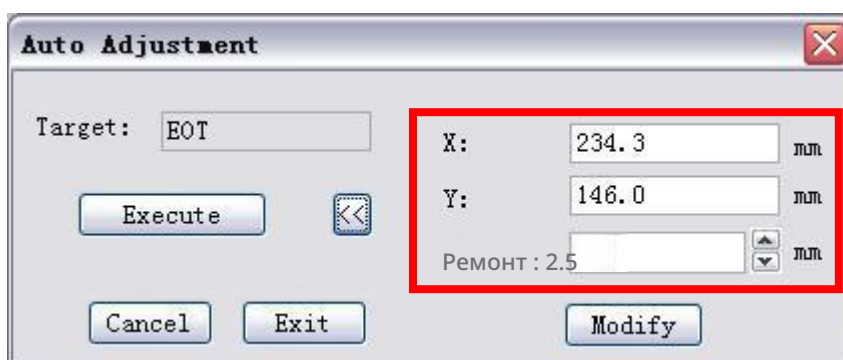 Auto Adjustment
Target: EOT
X: 234.3 mm
Y: 146.0 mm
Execute <<
Ремонт : 2.5 mm
Cancel Exit Modify